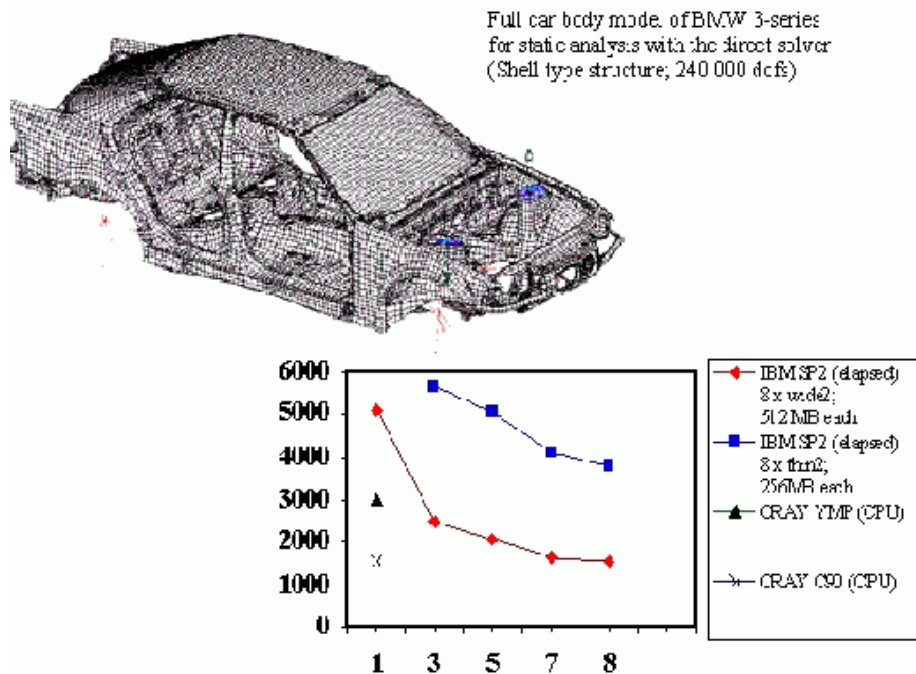 Full car body model of BMW 3-series
for static analysis with the direct solver
(Shell type structure; 240 000 dofs)
6000
5000
4000
3000
2000
1000
0
1 3 5 7 8
IBM SP2 (elapsed)
8 x wide2;
512 MB each
IBM SP2 (elapsed)
8 x thin2;
256MB each
CRAY YMP (CPU)
CRAY C90 (CPU)